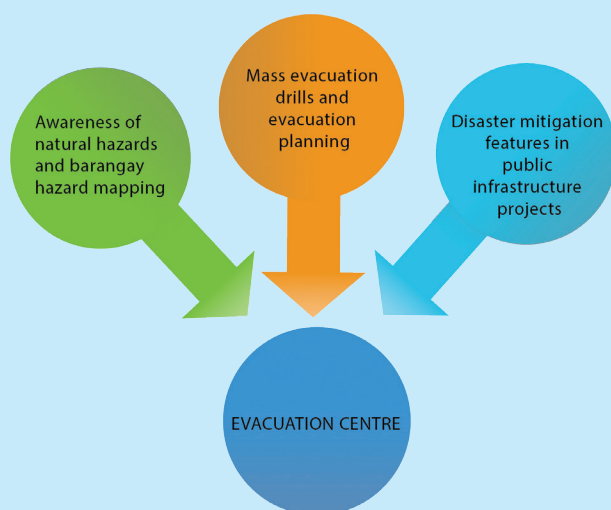 Awareness of
natural hazards
and barangay
hazard mapping
Mass evacuation
drills and
evacuation
planning
Disaster mitigation
features in
public
infrastructure
projects
EVACUATION CENTRE